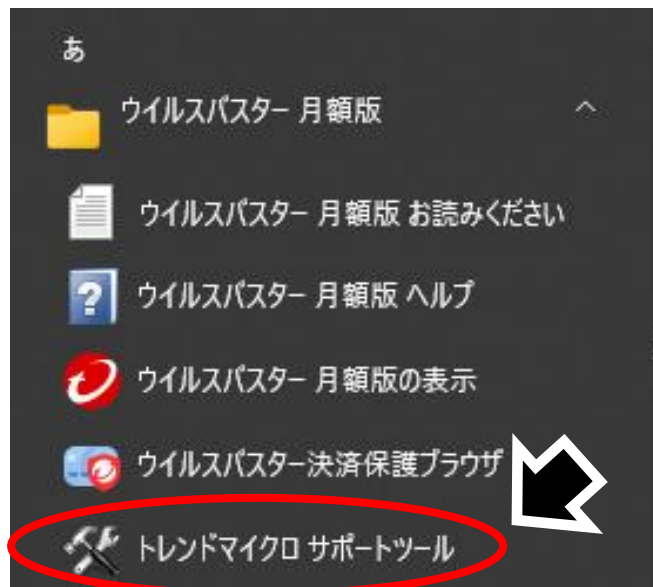 あ
ウイルスバスター 月額版
ウイルスバスター 月額版 お読みください
ウイルスバスター 月額版 ヘルプ
ウイルスバスター 月額版の表示
ウイルスバスター決済保護ブラウザ
トレンドマイクロ サポートツール